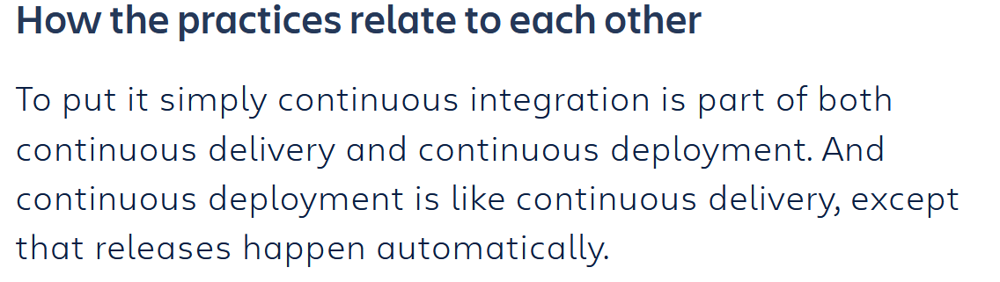 How the practices relate to each other
To put it simply continuous integration is part of both
continuous delivery and continuous deployment. And
continuous deployment is like continuous delivery, except
that releases happen automatically.